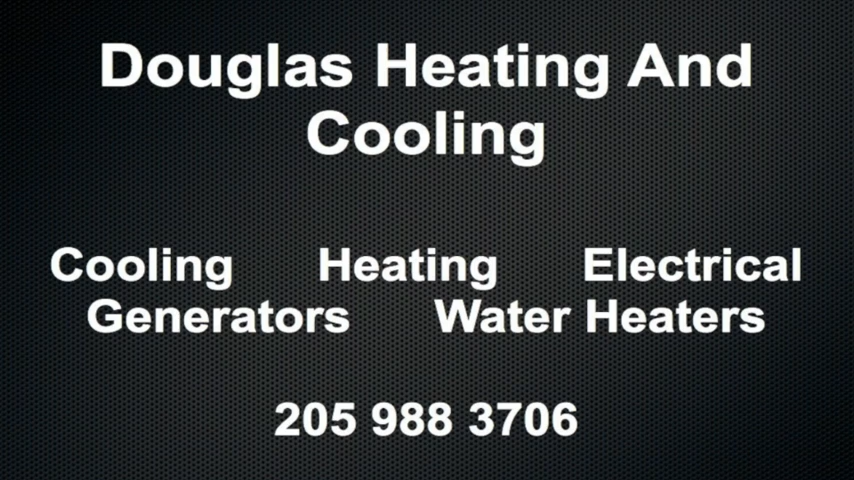 Douglas Heating And
Cooling
Cooling Heating Electrical
Generators Water Heaters
205 988 3706